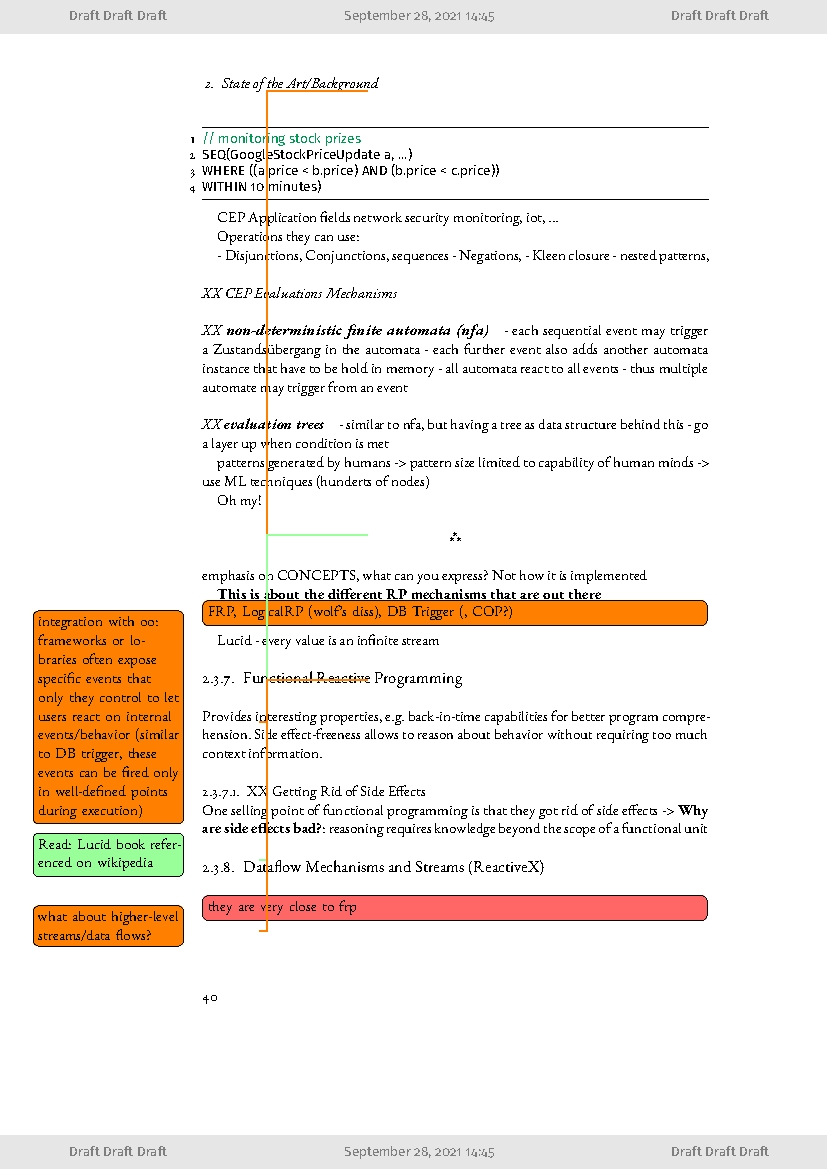 Draft Draft Draft September 28, 2021 14:45 Draft Draft Draft
2. State of the Art/Background
1 // monitoring stock prizes
2 SEQ(GoogleStockPriceUpdate a, ...)
3 WHERE ((a.price < b.price) AND (b.price < c.price))
4 WITHIN 10 minutes)
CEP Application fields network security monitoring, iot, ...
Operations they can use:
- Disjunctions, Conjunctions, sequences - Negations, - Kleen closure - nested patterns,
XX CEP Evaluations Mechanisms
XX non-deterministic finite automata (nfa) - each sequential event may trigger
a Zustandsübergang in the automata - each further event also adds another automata
instance that have to be hold in memory - all automata react to all events - thus multiple
automate may trigger from an event
XX evaluation trees - similar to nfa, but having a tree as data structure behind this - go
a layer up when condition is met
patterns generated by humans -> pattern size limited to capability of human minds ->
use ML techniques (hunderts of nodes)
Oh my!
⁂
emphasis on CONCEPTS, what can you express? Not how it is implemented
This is about the different RP mechanisms that are out there
FRP, LogicalRP (wolf's diss), DB Trigger (, COP?)
Lucid - every value is an infinite stream
2.3.7. Functional Reactive Programming
Provides interesting properties, e.g. back-in-time capabilities for better program compre-
hension. Side effect-freeness allows to reason about behavior without requiring too much
context information.
2.3.7.1. XX Getting Rid of Side Effects
One selling point of functional programming is that they got rid of side effects -> Why
are side effects bad?: reasoning requires knowledge beyond the scope of a functional unit
2.3.8. Dataflow Mechanisms and Streams (ReactiveX)
they are very close to frp
integration with oo:
frameworks or lo-
braries often expose
specific events that
only they control to let
users react on internal
events/behavior (similar
to DB trigger, these
events can be fired only
in well-defined points
during execution)
Read: Lucid book refer-
enced on wikipedia
what about higher-level
streams/data flows?
40
Draft Draft Draft September 28, 2021 14:45 Draft Draft Draft